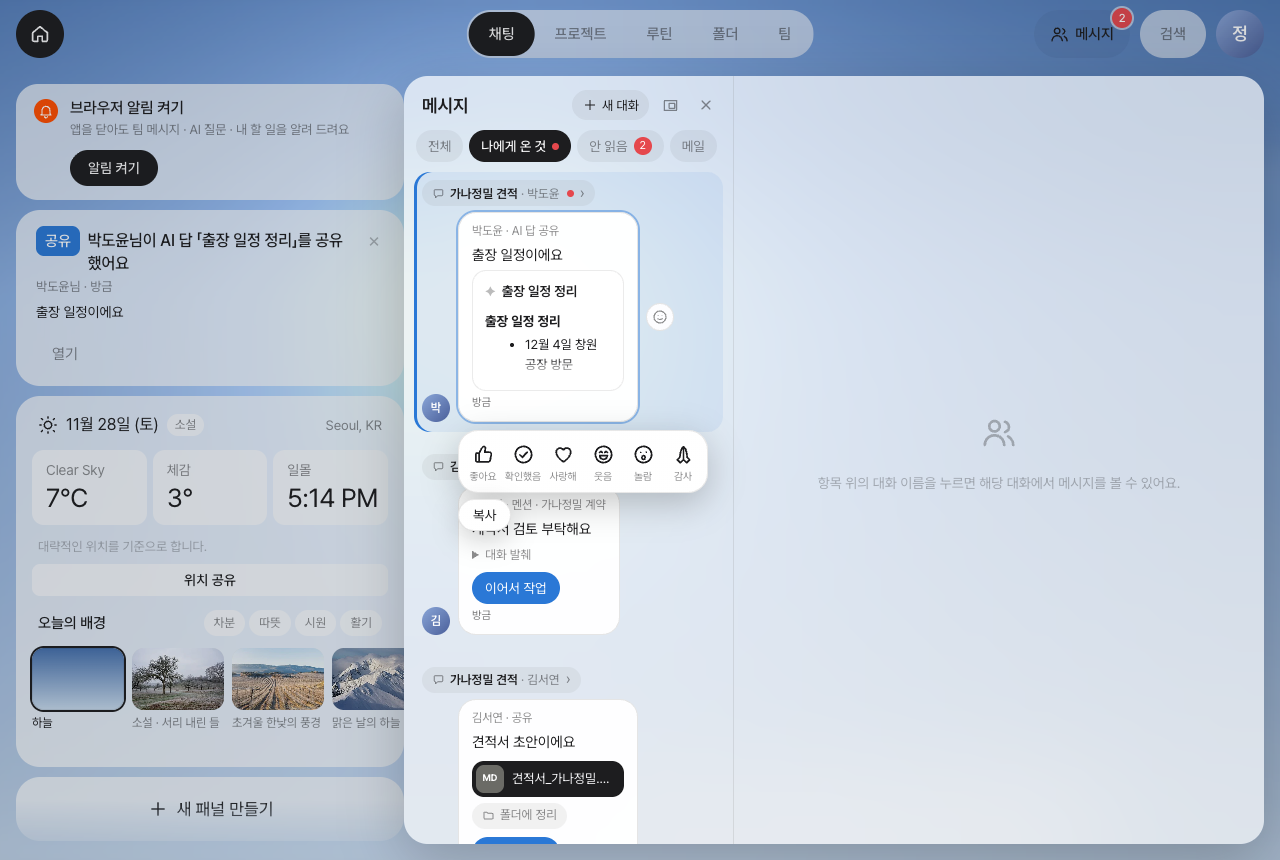 채팅
프로젝트
루틴
폴더
팀
메시지
2
검색
정
브라우저 알림 켜기
앱을 닫아도 팀 메시지 · AI 질문 · 내 할 일을 알려 드려요
알림 켜기
공유
박도윤님이 AI 답 「출장 일정 정리」를 공유
했어요
박도윤님 · 방금
출장 일정이에요
열기
11월 28일 (토)
소설
Seoul, KR
Clear Sky
7°C
체감
3°
일몰
5:14 PM
대략적인 위치를 기준으로 합니다.
위치 공유
오늘의 배경
차분
따뜻
시원
활기
하늘
소설 · 서리 내린 들
초겨울 한낮의 풍경
맑은 날의 하늘
새 패널 만들기
메시지
새 대화
전체
나에게 온 것
안 읽음 2
메일
가나정밀 견적 · 박도윤
박도윤 · AI 답 공유
출장 일정이에요
출장 일정 정리
출장 일정 정리
• 12월 4일 창원
공장 방문
방금
박
좋아요
확인했음
사랑해
웃음
놀람
감사
복사
멘션 · 가나정밀 계약
검토 부탁해요
대화 발췌
이어서 작업
방금
김
가나정밀 견적 · 김서연
김서연 · 공유
견적서 초안이에요
MD
견적서_가나정밀....
폴더에 정리
항목 위의 대화 이름을 누르면 해당 대화에서 메시지를 볼 수 있어요.